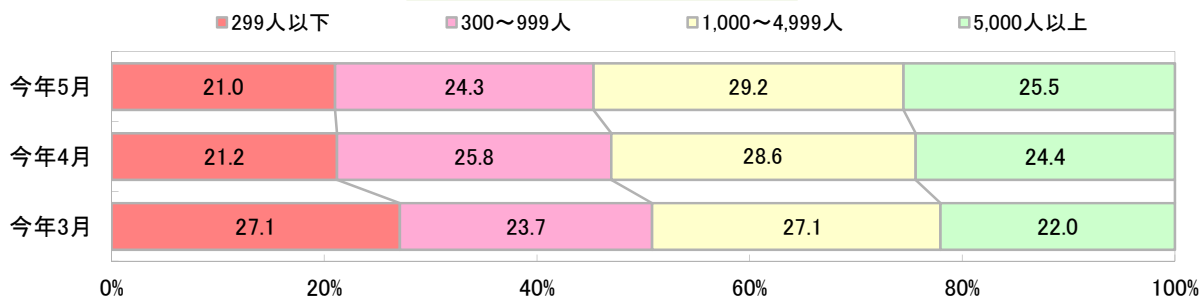 299人以下 300～999人 1,000～4,999人 5,000人以上
今年5月 21.0 24.3 29.2 25.5
今年4月 21.2 25.8 28.6 24.4
今年3月 27.1 23.7 27.1 22.0
0% 20% 40% 60% 80% 100%